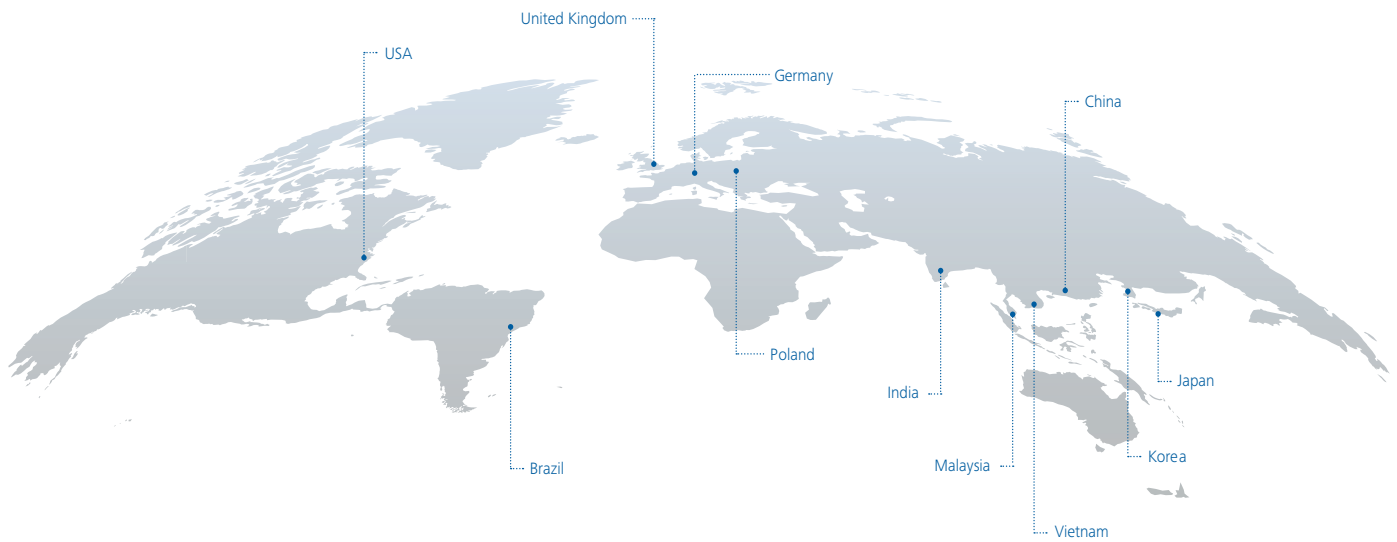 United Kingdom
USA
Germany
China
Poland
Japan
India
Korea
Malaysia
Brazil
Vietnam